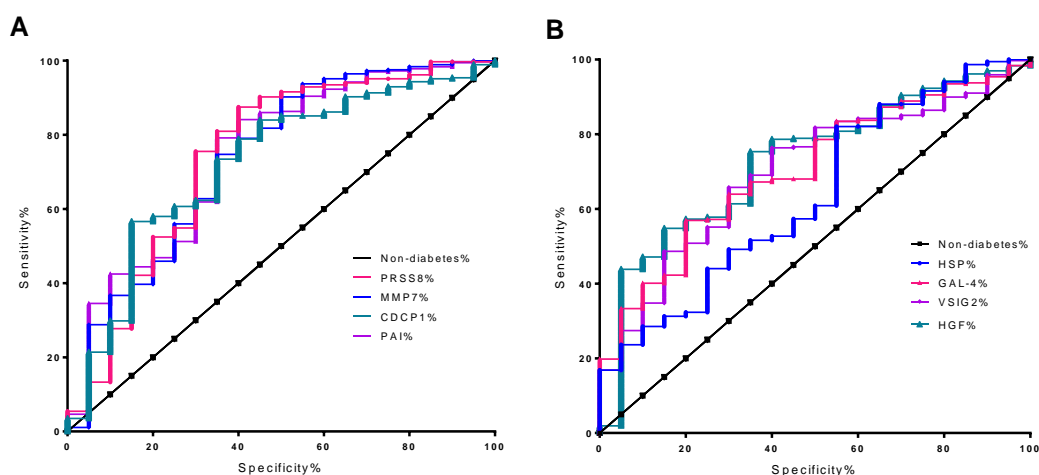 A
100
80
60
40
20
0
Sensitivity%
Non-diabetes%
PRSS8%
MMP7%
CDCP1%
PAI%
0 20 40 60 80 100
Specificity%
B
100
80
60
40
20
0
Sensitivity%
Non-diabetes%
HSP%
GAL-4%
VSIG2%
HGF%
0 20 40 60 80 100
Specificity%